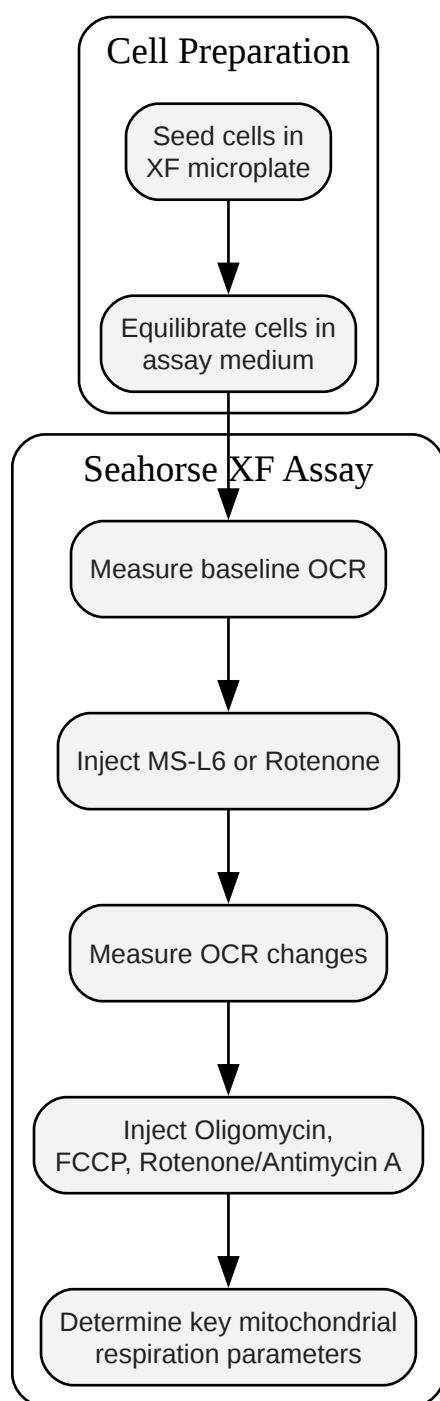 Cell Preparation
Seed cells in
XF microplate
Equilibrate cells in
assay medium
Seahorse XF Assay
Measure baseline OCR
Inject MS-L6 or Rotenone
Measure OCR changes
Inject Oligomycin,
FCCP, Rotenone/Antimycin A
Determine key mitochondrial
respiration parameters